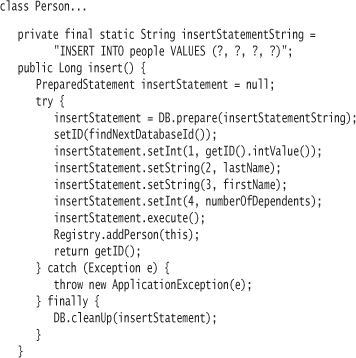 class Person...
private final static String insertStatementString =
"INSERT INTO people VALUES (?, ?, ?, ?)";
public Long insert() {
PreparedStatement insertStatement = null;
try {
insertStatement = DB.prepare(insertStatementString);
setID(findNextDatabaseId());
insertStatement.setInt(1, getID().intValue());
insertStatement.setString(2, lastName);
insertStatement.setString(3, firstName);
insertStatement.setInt(4, numberOfDependents);
insertStatement.execute();
Registry.addPerson(this);
return getID();
} catch (Exception e) {
throw new ApplicationException(e);
} finally {
DB.cleanUp(insertStatement);
}
}